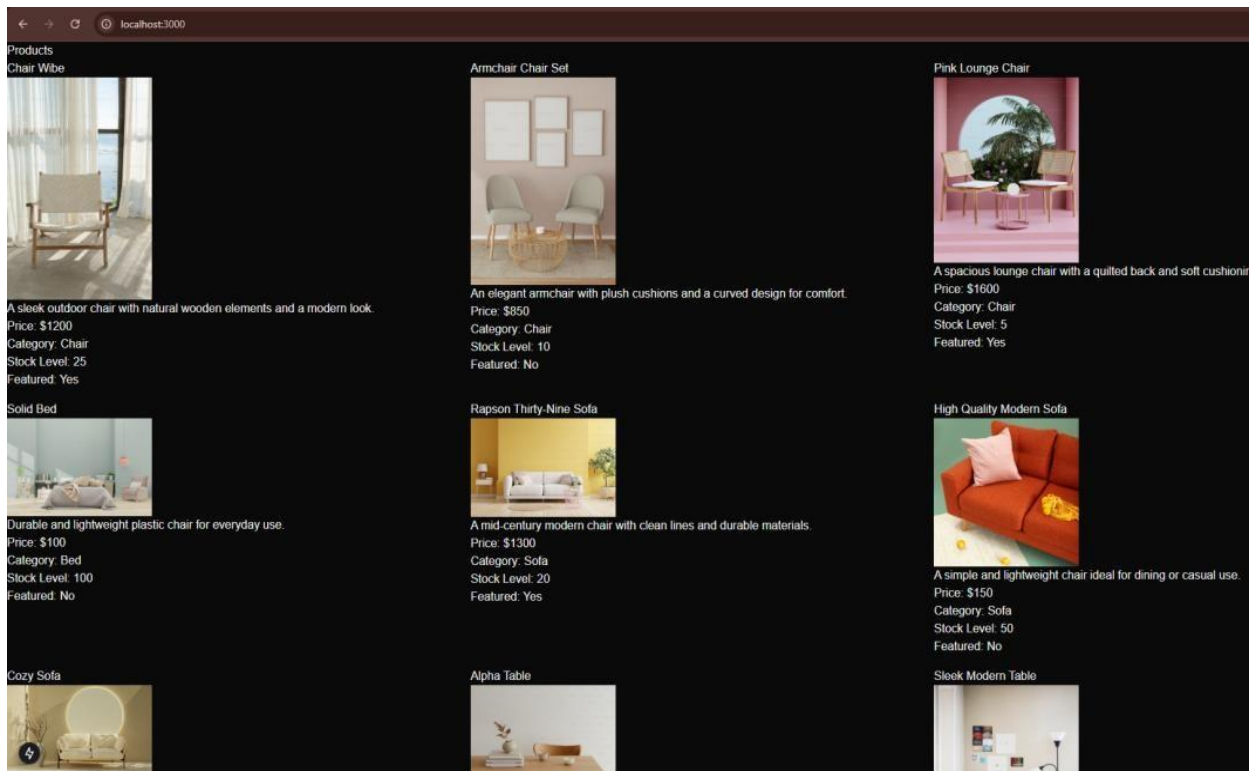 localhost:3000
Products
Chair Wibe
A sleek outdoor chair with natural wooden elements and a modern look.
Price: $1200
Category: Chair
Stock Level: 25
Featured: Yes
Armchair Chair Set
An elegant armchair with plush cushions and a curved design for comfort.
Price: $850
Category: Chair
Stock Level: 10
Featured: No
Pink Lounge Chair
A spacious lounge chair with a quilted back and soft
Price: $1600
Category: Chair
Stock Level: 5
Featured: Yes
Solid Bed
Durable and lightweight plastic chair for everyday use.
Price: $100
Category: Bed
Stock Level: 100
Featured: No
Rapson Thirty-Nine Sofa
A mid-century modern chair with clean lines and durable materials.
Price: $1300
Category: Sofa
Stock Level: 20
Featured: Yes
High Quality Modern Sofa
A simple and lightweight chair ideal for dining or casual use.
Price: $150
Category: Sofa
Stock Level: 50
Featured: No
Cozy Sofa
Alpha Table
Sleek Modern Table